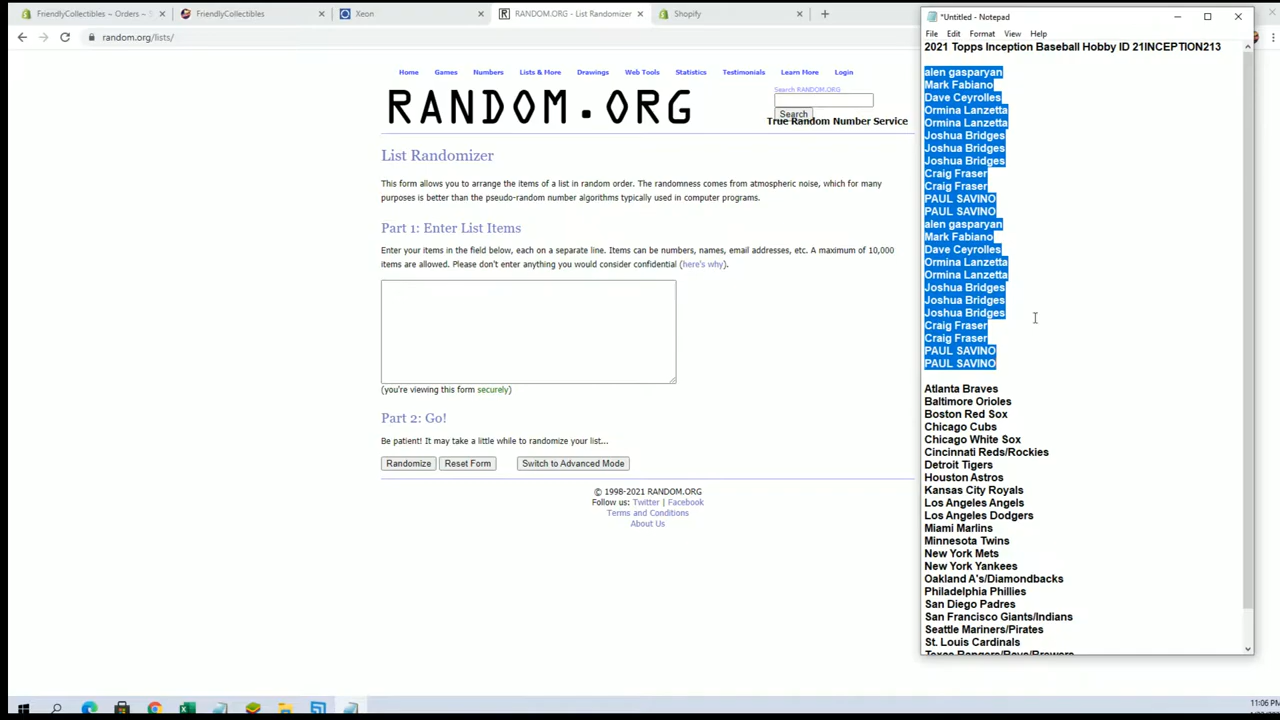 FriendlyCollectibles ~ Orders ~ S
FriendlyCollectibles
Xeon
RANDOM.ORG - List Randomizer
Shopify
random.org/lists/
Home
Games
Numbers
Lists & More
Drawings
Web Tools
Statistics
Testimonials
Learn More
Login
Search RANDOM.ORG
RANDOM.ORG
Search
True Random Number Service
List Randomizer
This form allows you to arrange the items of a list in random order. The randomness comes from atmospheric noise, which for many
purposes is better than the pseudo-random number algorithms typically used in computer programs.
Part 1: Enter List Items
Enter your items in the field below, each on a separate line. Items can be numbers, names, email addresses, etc. A maximum of 10,000
items are allowed. Please don't enter anything you would consider confidential (here's why).
(you're viewing this form securely)
Part 2: Go!
Be patient! It may take a little while to randomize your list...
Randomize
Reset Form
Switch to Advanced Mode
© 1998-2021 RANDOM.ORG
Follow us: Twitter | Facebook
Terms and Conditions
About Us
*Untitled - Notepad
File
Edit
Format
View
Help
2021 Topps Inception Baseball Hobby ID 21INCEPTION213
alen gasparyan
Mark Fabiano
Dave Ceyrolles
Ormina Lanzetta
Ormina Lanzetta
Joshua Bridges
Joshua Bridges
Joshua Bridges
Craig Fraser
Craig Fraser
PAUL SAVINO
PAUL SAVINO
alen gasparyan
Mark Fabiano
Dave Ceyrolles
Ormina Lanzetta
Ormina Lanzetta
Joshua Bridges
Joshua Bridges
Joshua Bridges
Craig Fraser
Craig Fraser
PAUL SAVINO
PAUL SAVINO
Atlanta Braves
Baltimore Orioles
Boston Red Sox
Chicago Cubs
Chicago White Sox
Cincinnati Reds/Rockies
Detroit Tigers
Houston Astros
Kansas City Royals
Los Angeles Angels
Los Angeles Dodgers
Miami Marlins
Minnesota Twins
New York Mets
New York Yankees
Oakland A's/Diamondbacks
Philadelphia Phillies
San Diego Padres
San Francisco Giants/Indians
Seattle Mariners/Pirates
St. Louis Cardinals
Texas Rangers/Rays/Brewers
11:06 PM